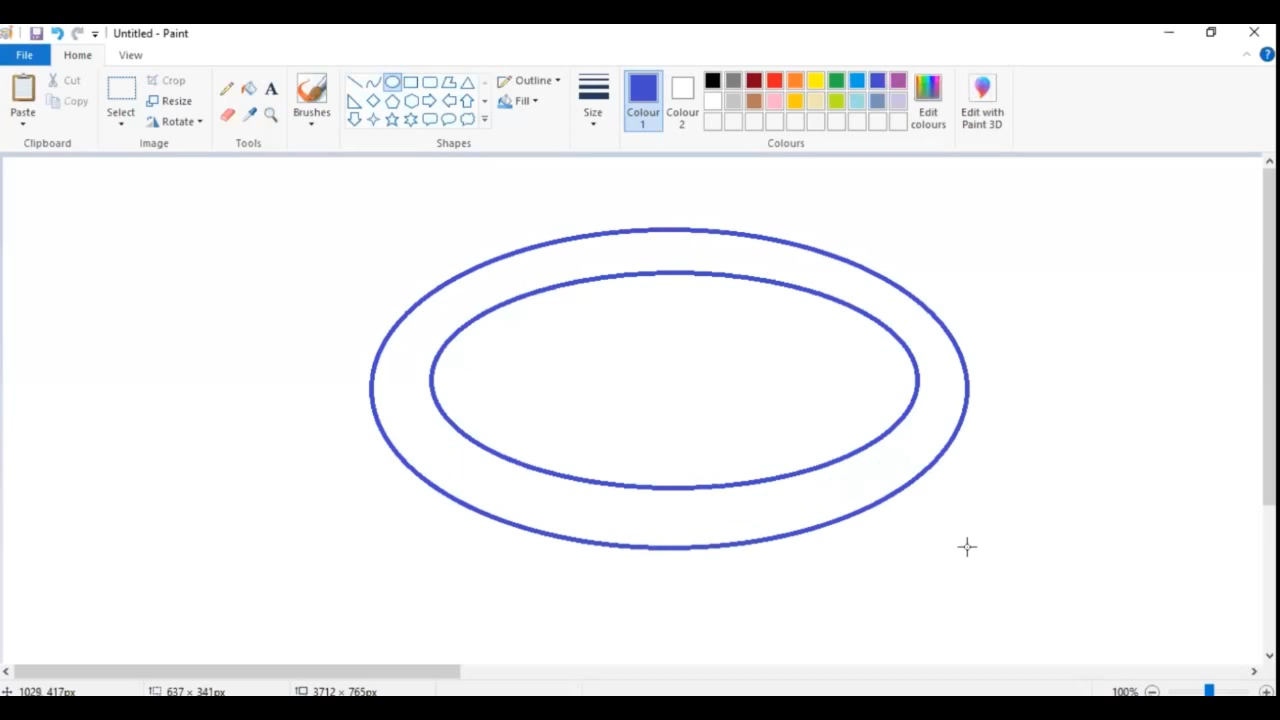 Untitled - Paint
File Home View
Cut
Copy
Paste
Clipboard
Crop
Resize
Rotate
Select
Image
A
Tools
Brushes
Outline
Fill
Shapes
Size
Colour 1
Colour 2
Edit colours
Colours
Edit with Paint 3D
1029, 417px
637 × 341px
3712 × 765px
100%